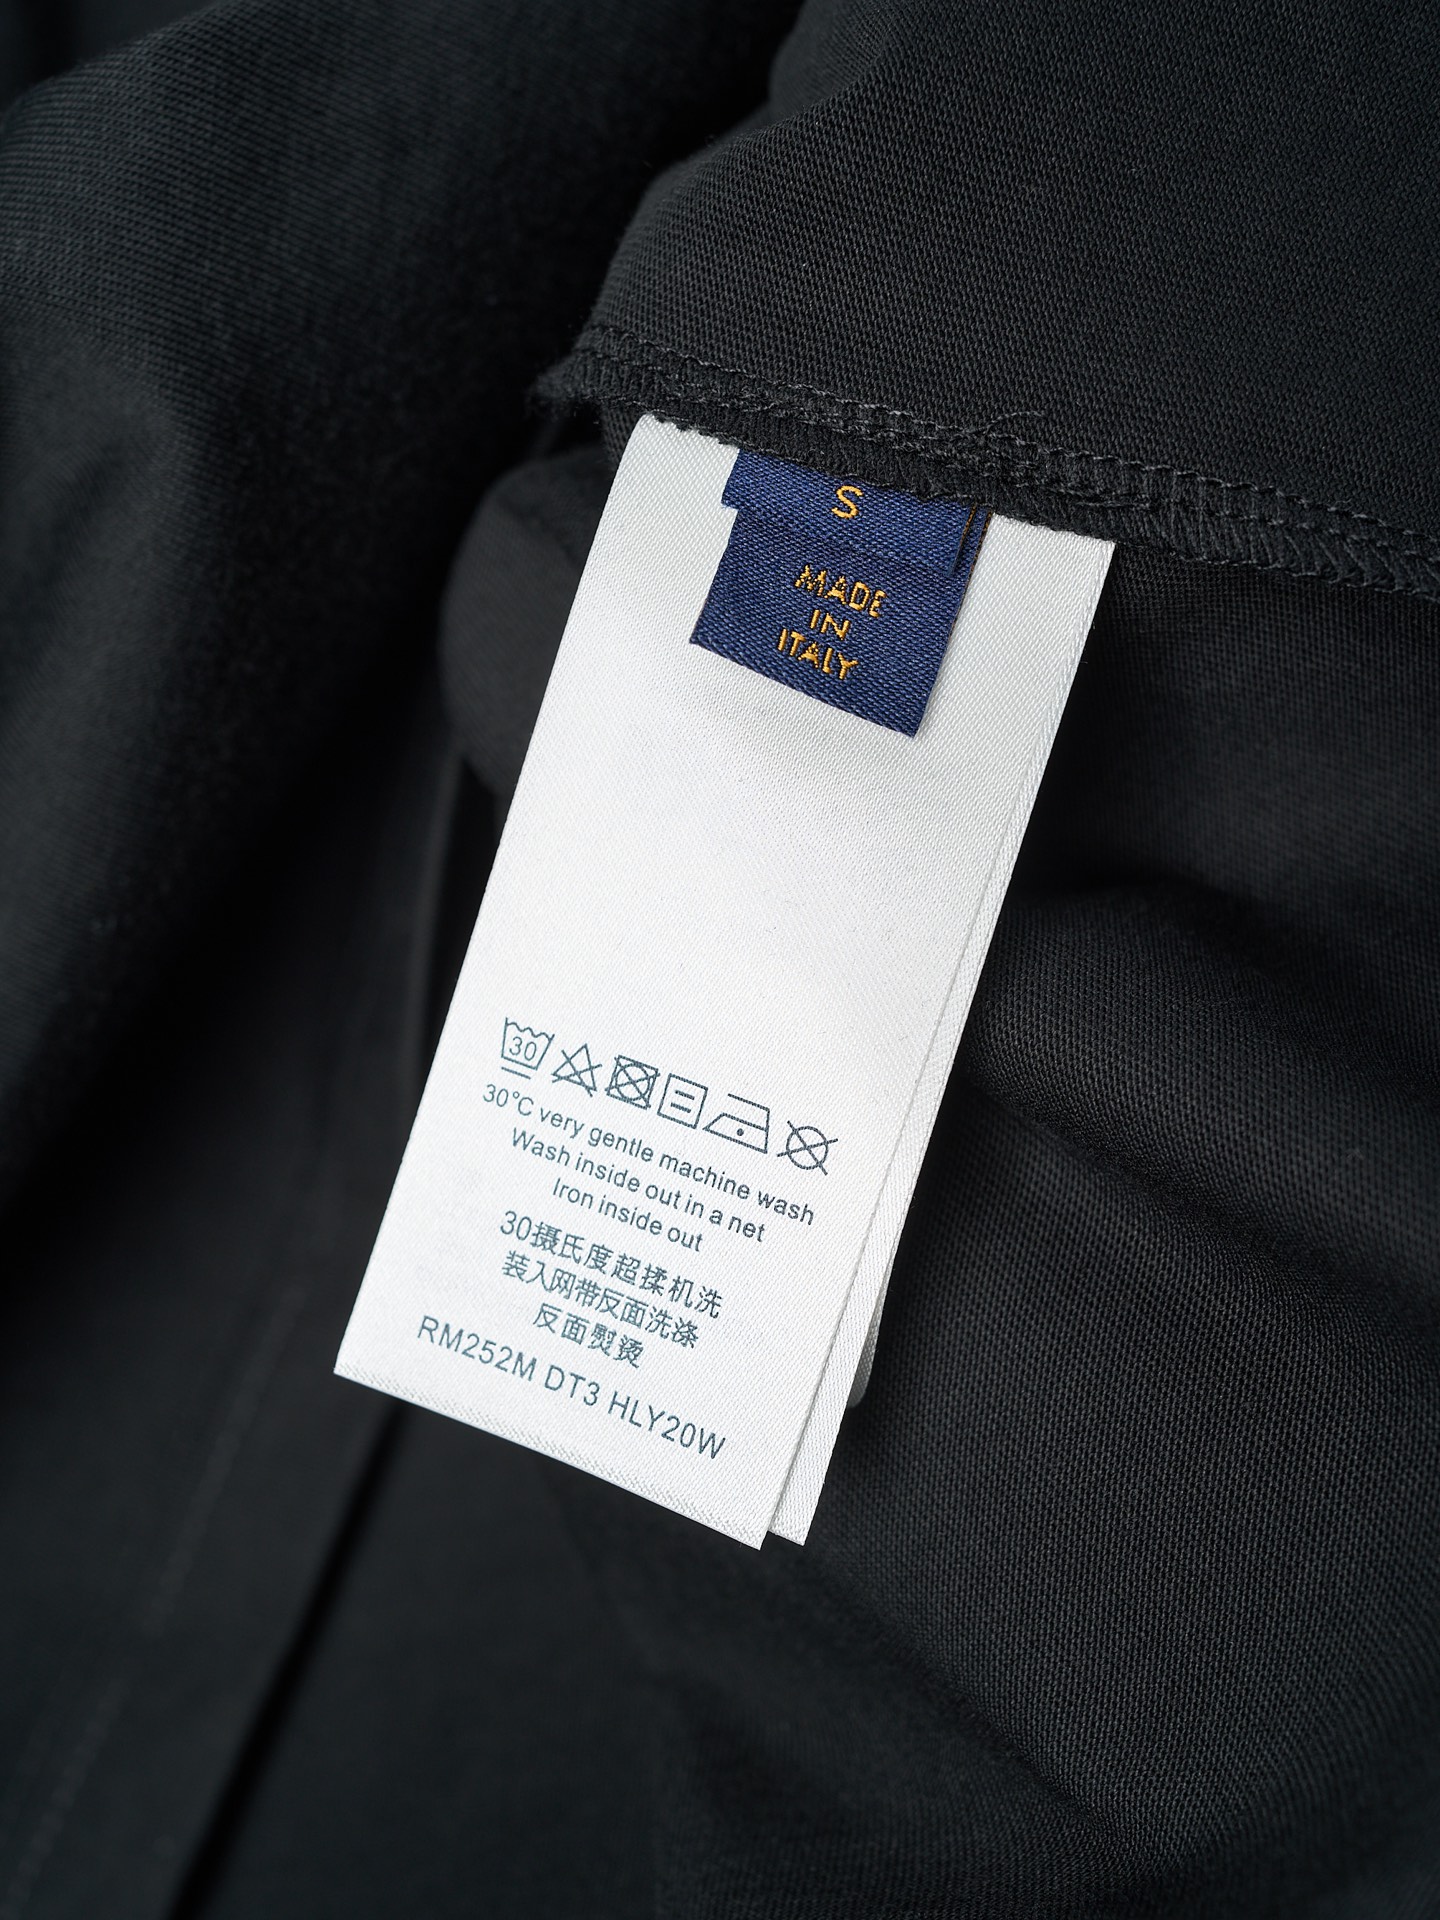 S
MADE
IN
ITALY
30
30°C very gentle machine wash
Wash inside out in a net
Iron inside out
30摄氏度超揉机洗
装入网带反面洗涤
反面熨烫
RM252M DT3 HLY20W